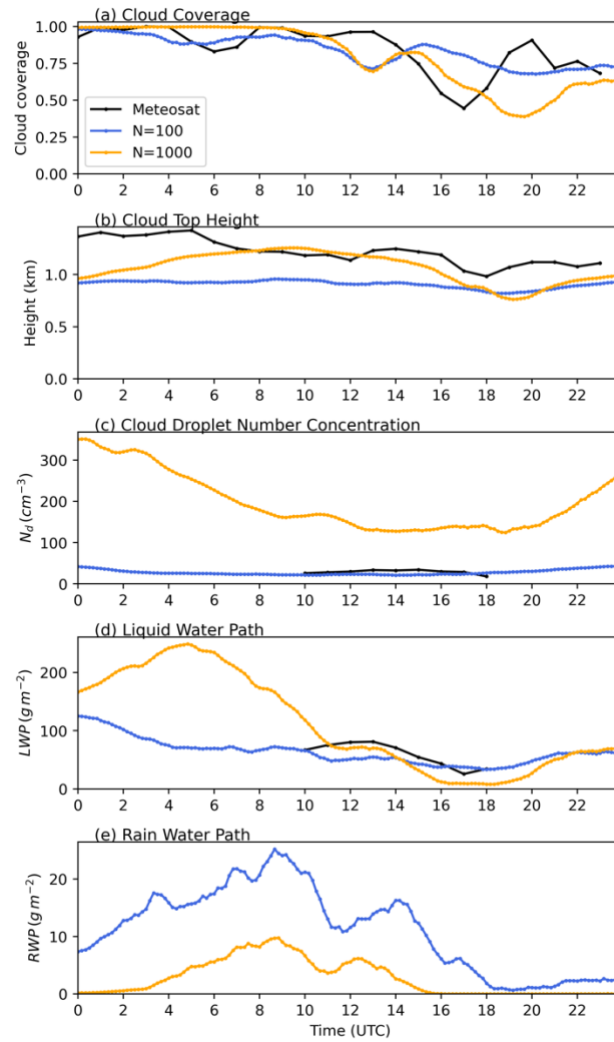 (a) Cloud Coverage
1.00
0.75
0.50
0.25
0.00
Cloud coverage
Meteosat
N=100
N=1000
0 2 4 6 8 10 12 14 16 18 20 22
(b) Cloud Top Height
1.0
0.5
0.0
Height (km)
0 2 4 6 8 10 12 14 16 18 20 22
(c) Cloud Droplet Number Concentration
300
200
100
0
N_d (cm⁻³)
0 2 4 6 8 10 12 14 16 18 20 22
(d) Liquid Water Path
200
100
0
LWP (g m⁻²)
0 2 4 6 8 10 12 14 16 18 20 22
(e) Rain Water Path
20
10
0
RWP (g m⁻²)
0 2 4 6 8 10 12 14 16 18 20 22
Time (UTC)